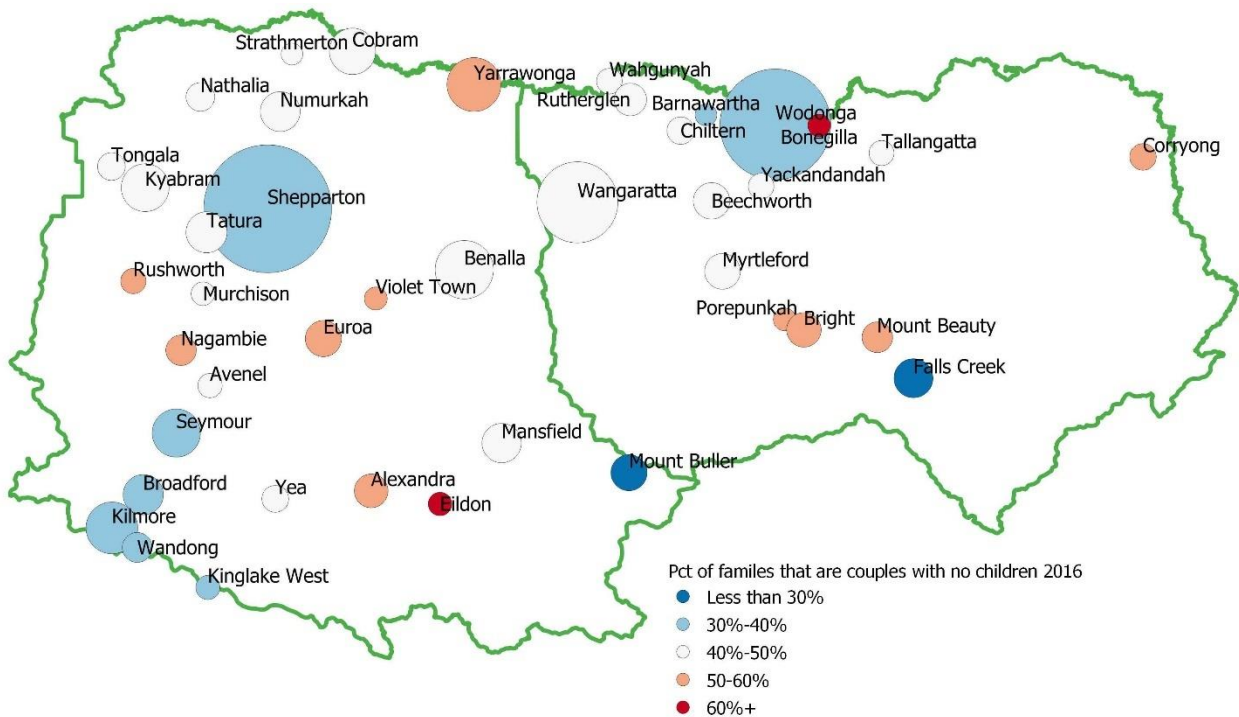 Strathmerton
Cobram
Nathalia
Numurkah
Yarrawonga
Wahgunyah
Rutherglen
Barnawartha
Chiltern
Wodonga
Bonegilla
Tallangatta
Corryong
Tongala
Kyabram
Shepparton
Tatura
Wangaratta
Yackandandah
Beechworth
Benalla
Myrtleford
Rushworth
Murchison
Violet Town
Nagambie
Euroa
Porepunkah
Bright
Mount Beauty
Avenel
Falls Creek
Seymour
Mansfield
Mount Buller
Broadford
Yea
Alexandra
Eildon
Kilmore
Wandong
Kinglake West
Pct of familes that are couples with no children 2016
Less than 30%
30%-40%
40%-50%
50-60%
60%+